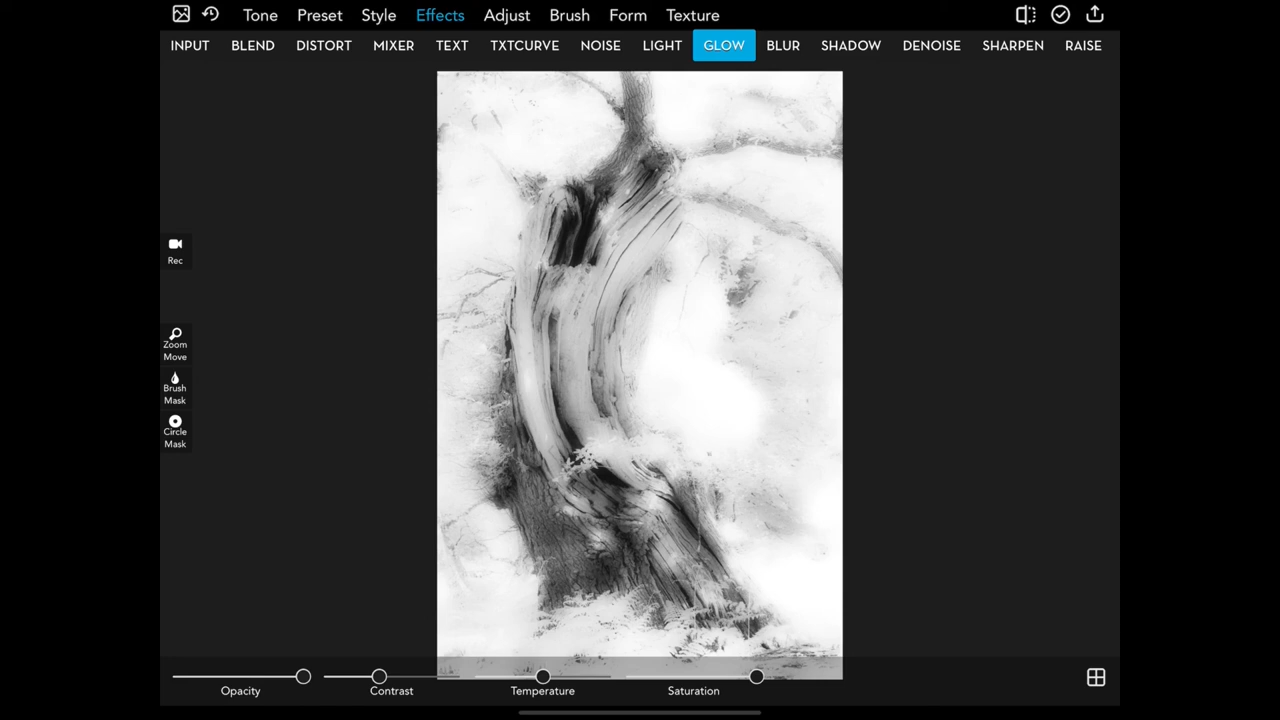 Tone Preset Style Effects Adjust Brush Form Texture
INPUT BLEND DISTORT MIXER TEXT TXTCURVE NOISE LIGHT GLOW BLUR SHADOW DENOISE SHARPEN RAISE
Rec
Zoom
Move
Brush
Mask
Circle
Mask
Opacity Contrast Temperature Saturation